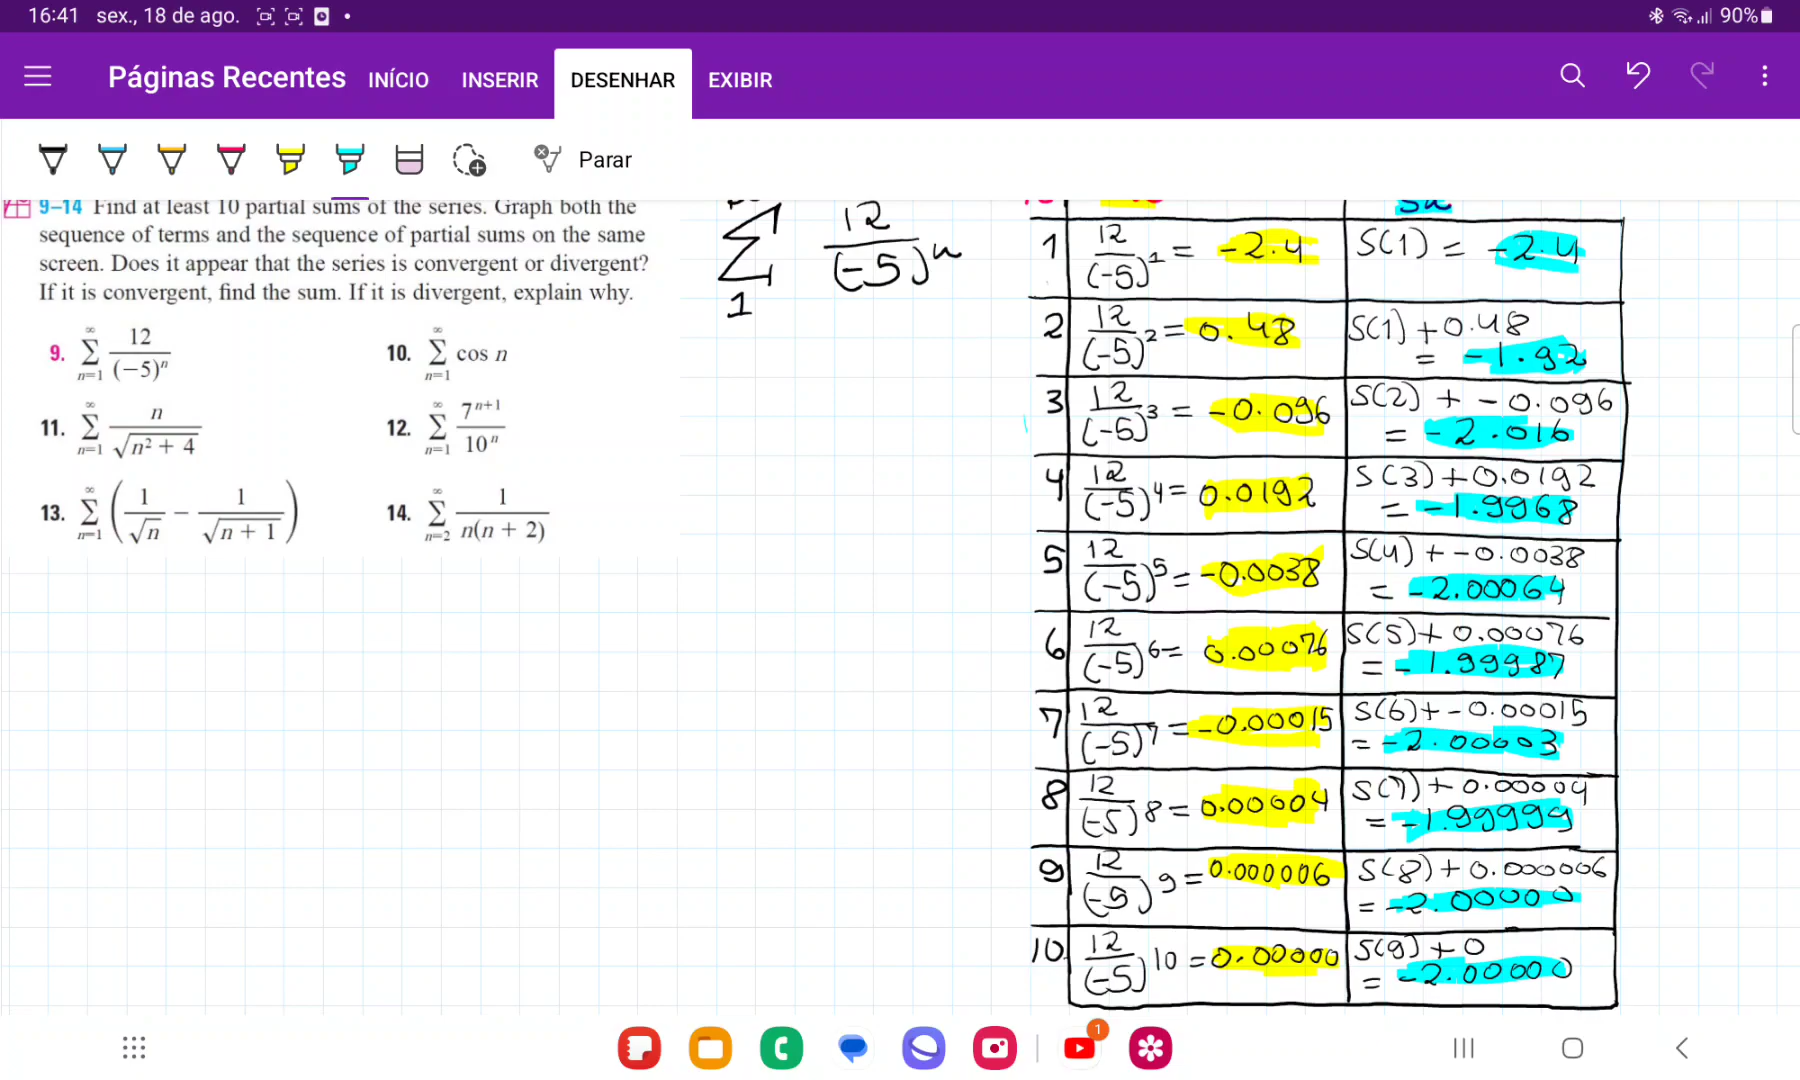 16:41 sex., 18 de ago.
90%
Páginas Recentes INÍCIO INSERIR DESENHAR EXIBIR
Parar
9–14 Find at least 10 partial sums of the series. Graph both the
sequence of terms and the sequence of partial sums on the same
screen. Does it appear that the series is convergent or divergent?
If it is convergent, find the sum. If it is divergent, explain why.
9. ∞ Σ n=1 12/(−5)ⁿ
10. ∞ Σ n=1 cos n
11. ∞ Σ n=1 n/√(n² + 4)
12. ∞ Σ n=1 7ⁿ⁺¹/10ⁿ
13. ∞ Σ n=1 (1/√n − 1/√(n + 1))
14. ∞ Σ n=2 1/(n(n + 2))
Σ 1 12/(-5)ⁿ
Sn
1 12/(-5)¹ = -2.4 S(1) = -2.4
2 12/(-5)² = 0.48 S(1) + 0.48
= -1.92
3 12/(-5)³ = -0.096 S(2) + -0.096
= -2.016
4 12/(-5)⁴ = 0.0192 S(3) + 0.0192
= -1.9968
5 12/(-5)⁵ = -0.0038 S(4) + -0.0038
= -2.00064
6 12/(-5)⁶ = 0.00076 S(5) + 0.00076
= -1.99987
7 12/(-5)⁷ = -0.00015 S(6) + -0.00015
= -2.00003
8 12/(-5)⁸ = 0.00004 S(7) + 0.00004
= -1.99999
9 12/(-5)⁹ = 0.000006 S(8) + 0.000006
= -2.00000
10 12/(-5)¹⁰ = 0.00000 S(9) + 0
= -2.00000
1